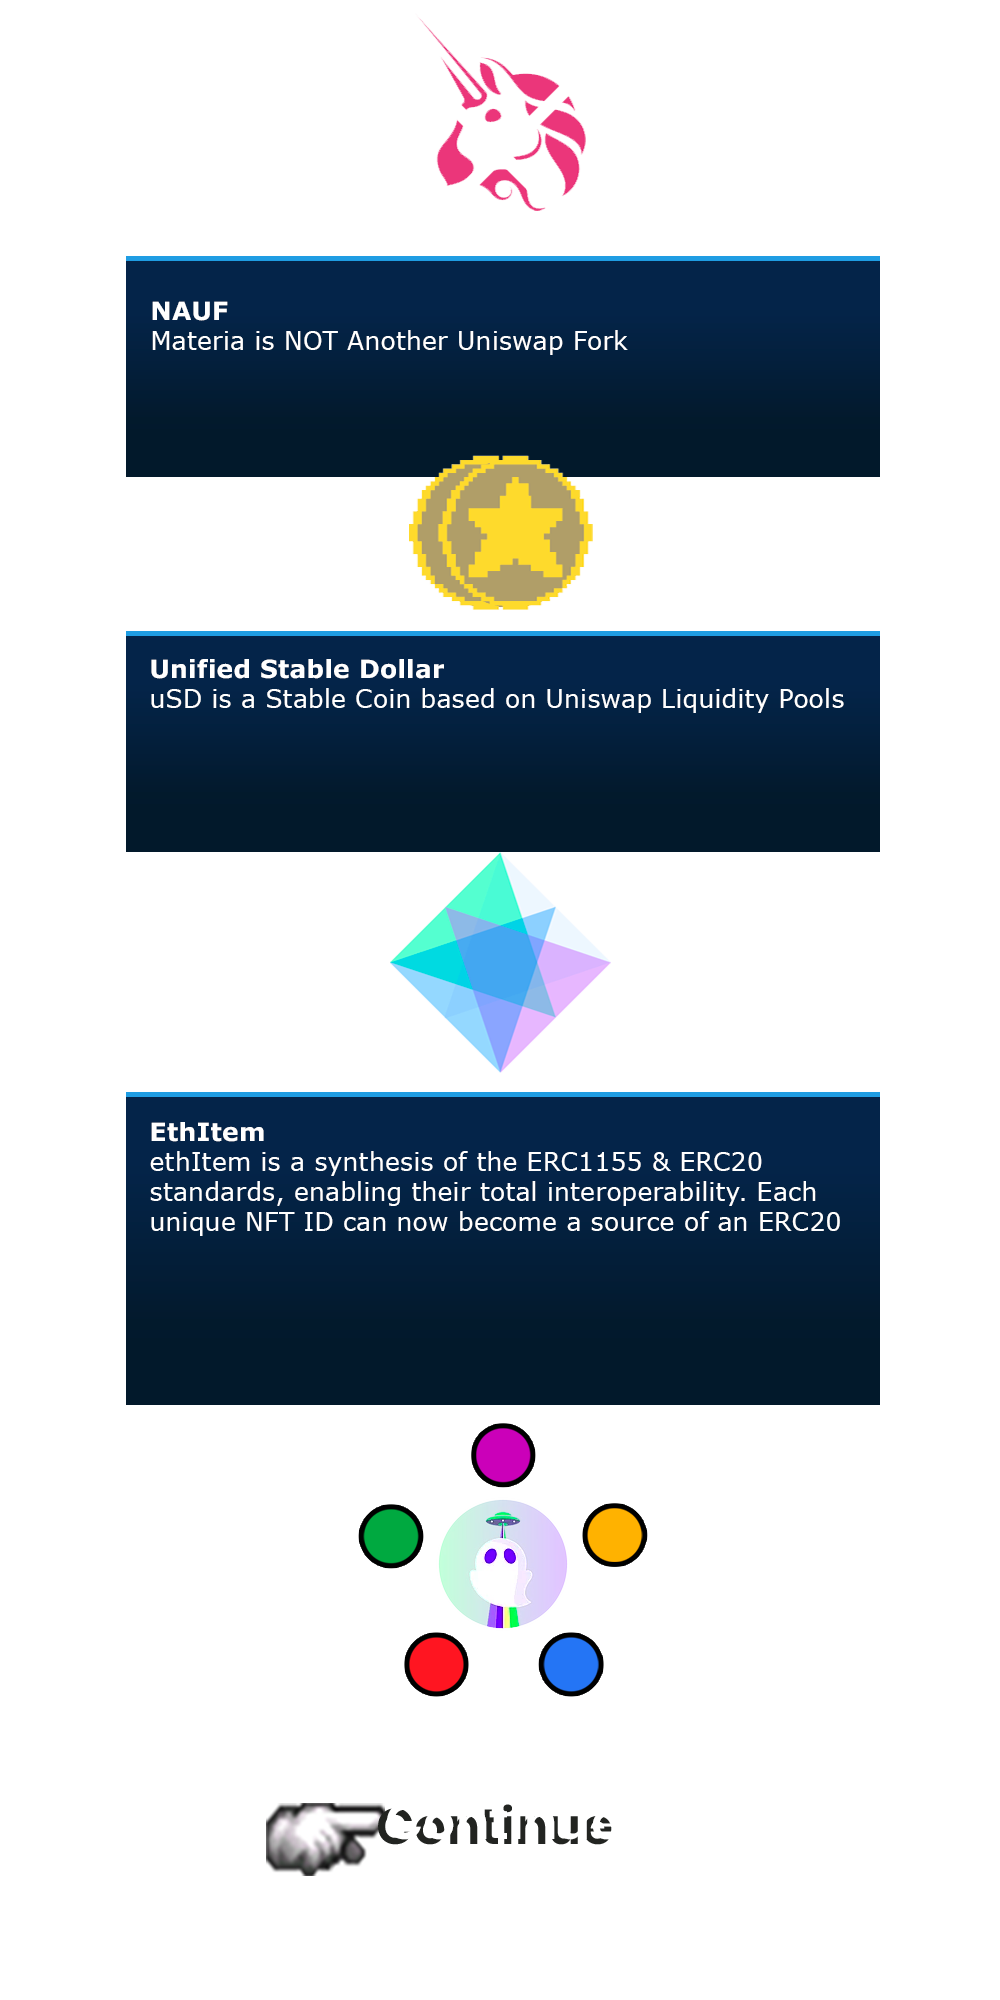 NAUF
Materia is NOT Another Uniswap Fork
Unified Stable Dollar
uSD is a Stable Coin based on Uniswap Liquidity Pools
EthItem
ethItem is a synthesis of the ERC1155 & ERC20
standards, enabling their total interoperability. Each
unique NFT ID can now become a source of an ERC20
Continue